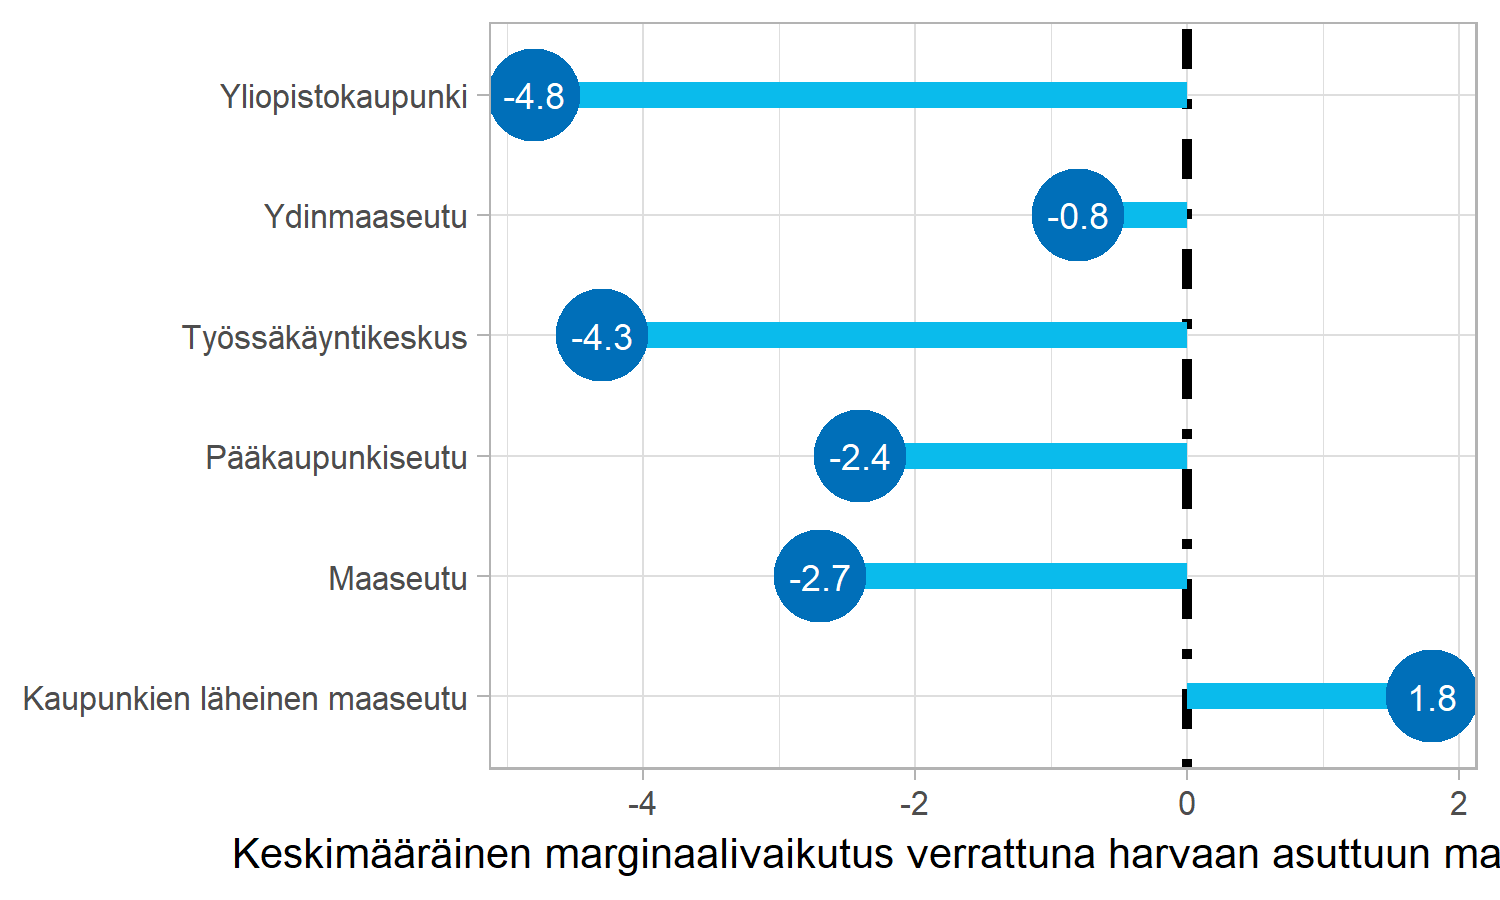 Yliopistokaupunki
-4.8
Ydinmaaseutu
-0.8
Työssäkäyntikeskus
-4.3
Pääkaupunkiseutu
-2.4
Maaseutu
-2.7
Kaupunkien läheinen maaseutu
1.8
-4 -2 0 2
Keskimääräinen marginaalivaikutus verrattuna harvaan asuttuun ma